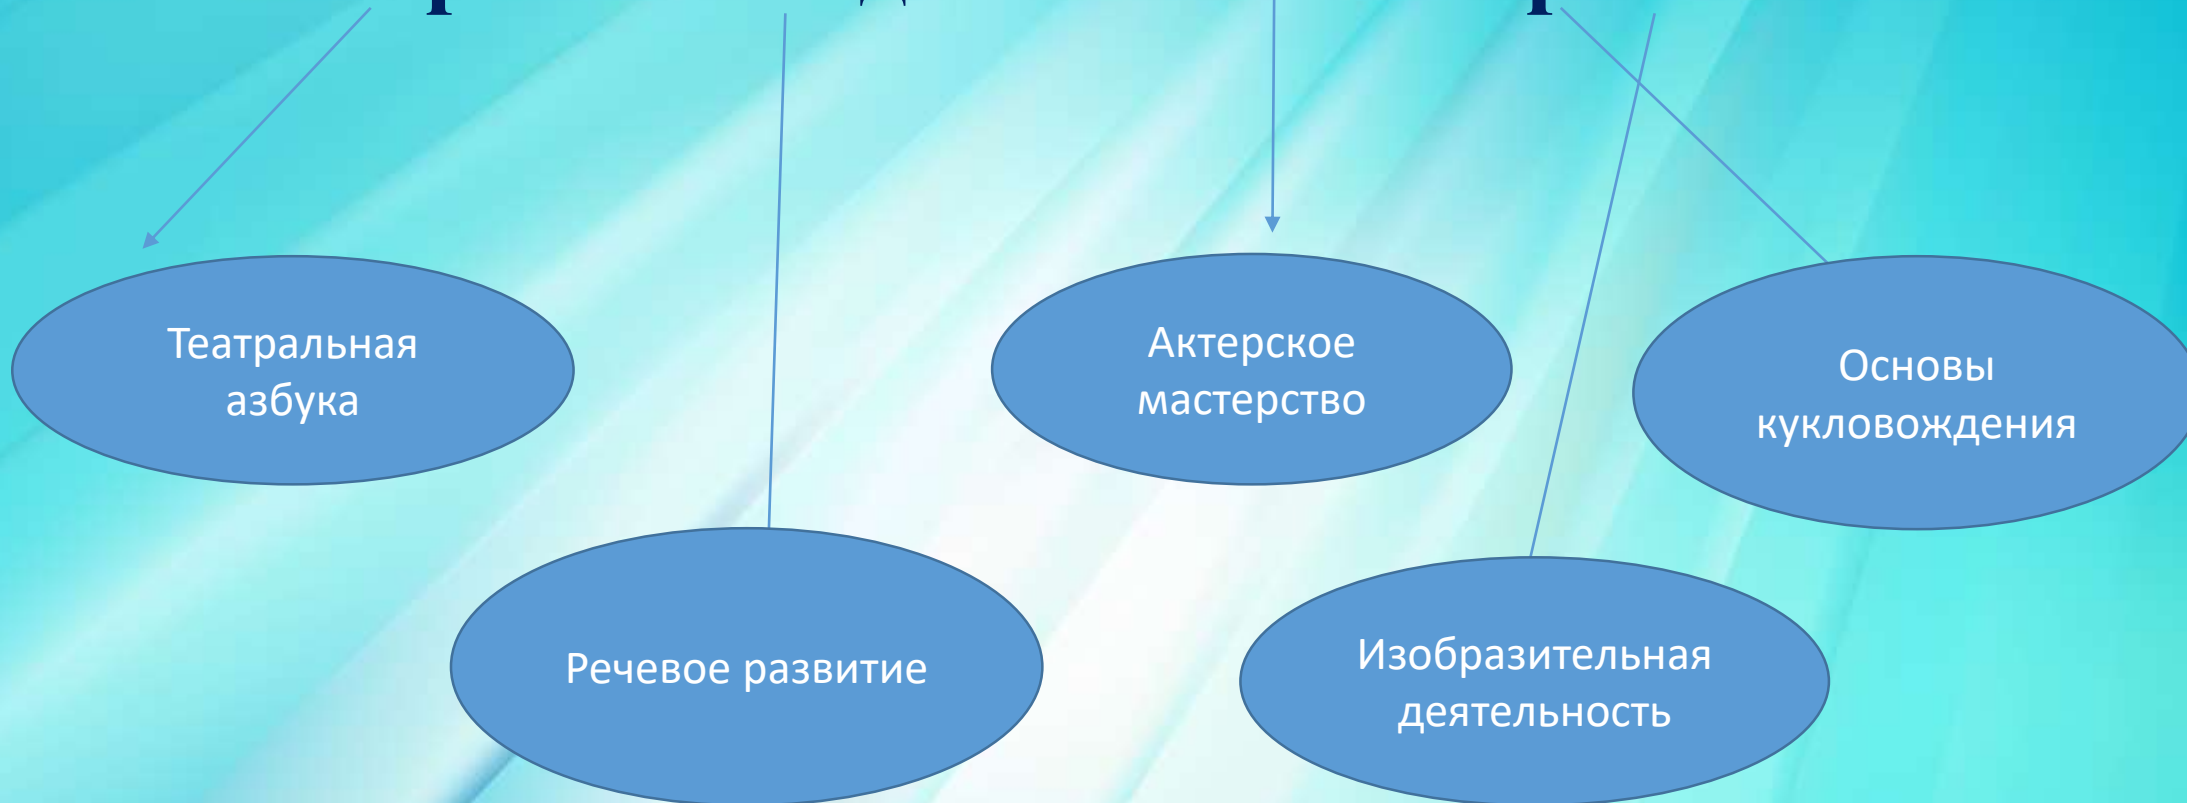 Театральная
азбука
Актерское
мастерство
Основы
кукловождения
Речевое развитие
Изобразительная
деятельность